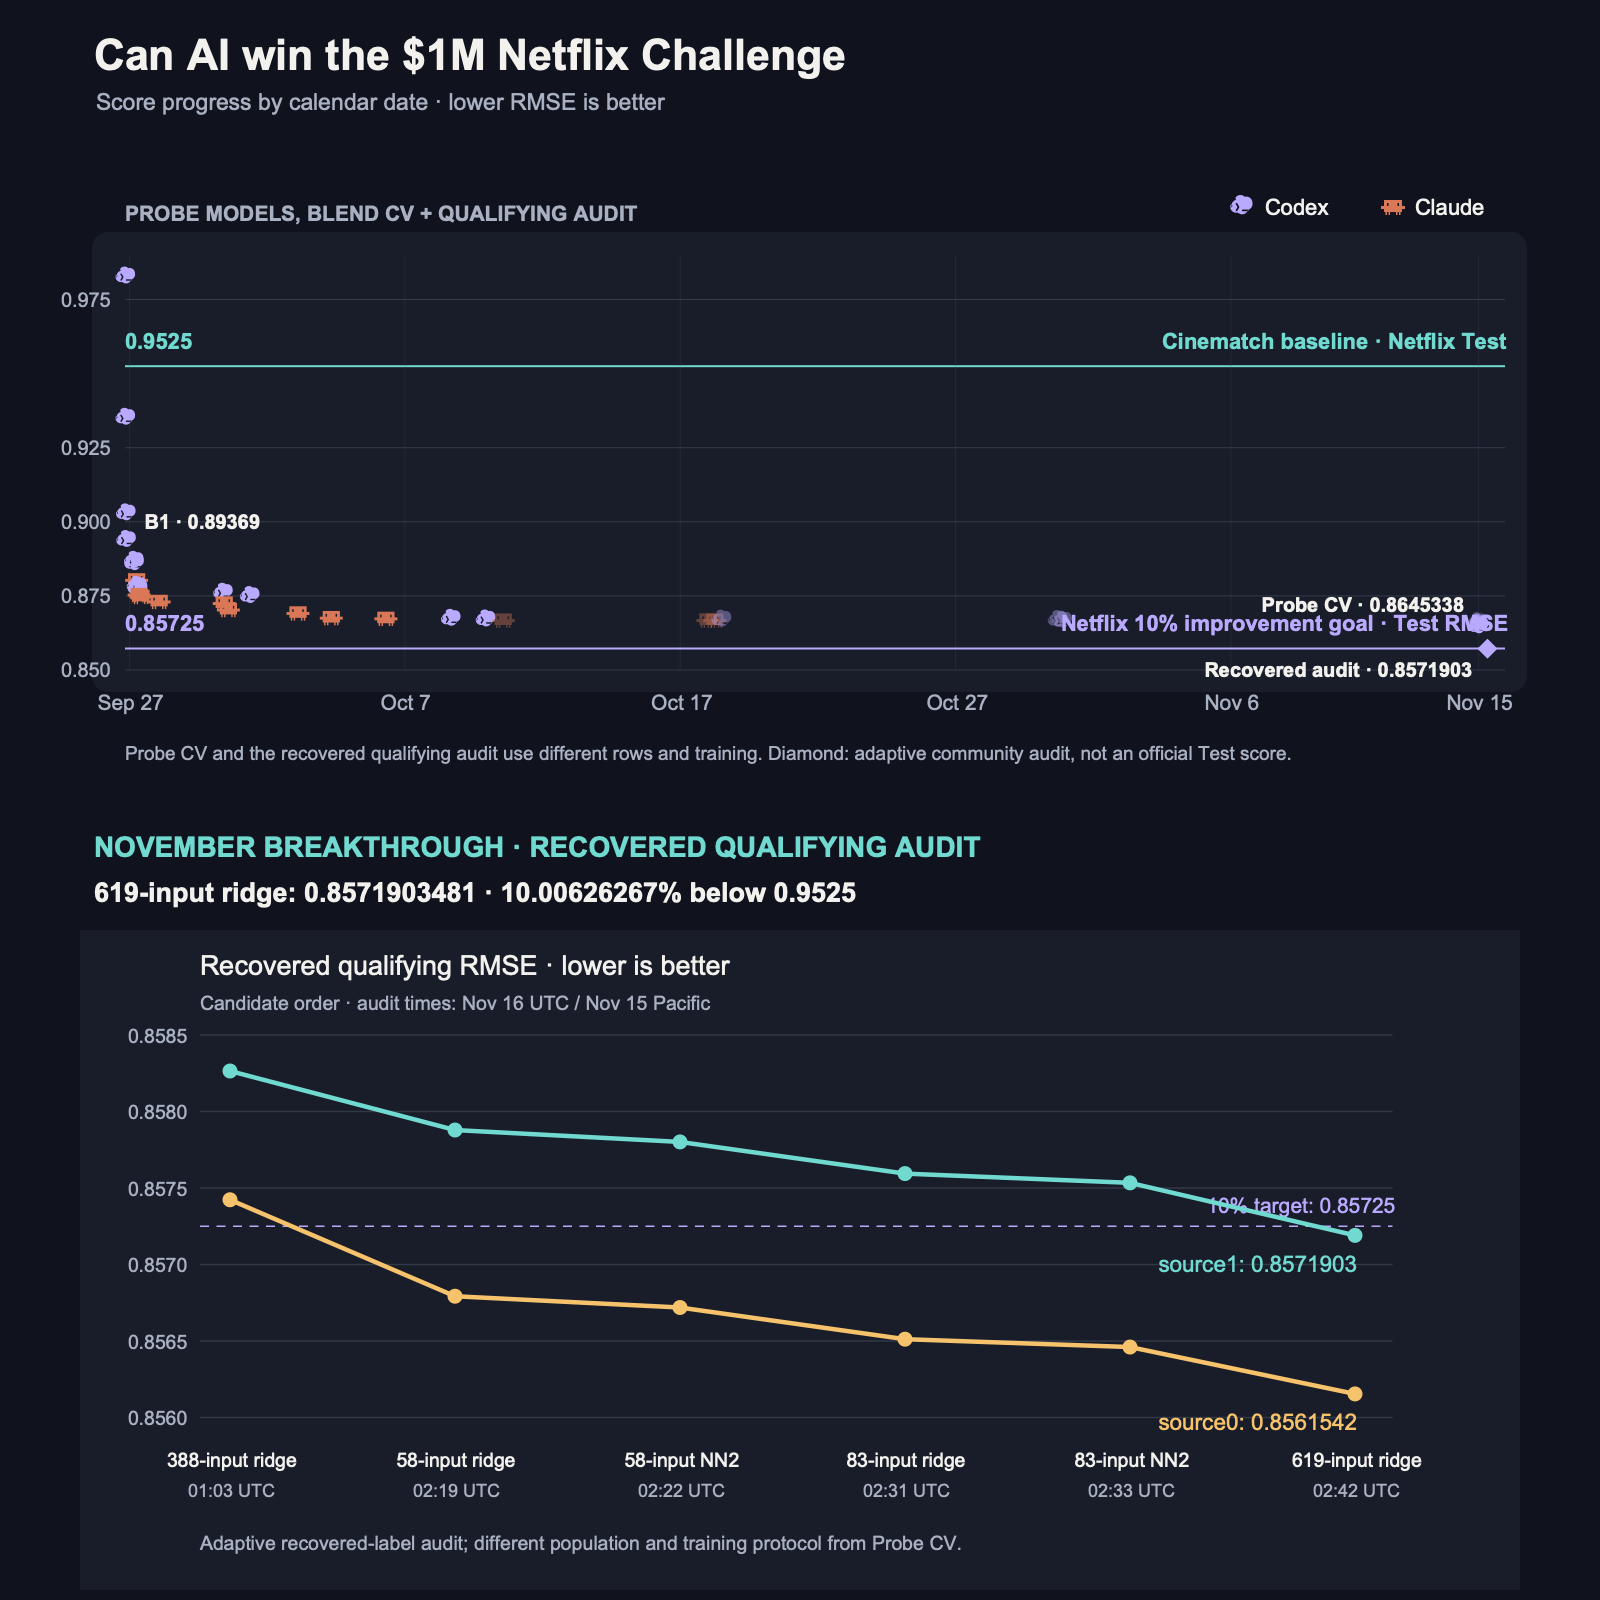 Can AI win the $1M Netflix Challenge
Score progress by calendar date · lower RMSE is better
PROBE MODELS, BLEND CV + QUALIFYING AUDIT
Codex
Claude
0.975
0.9525
Cinematch baseline · Netflix Test
0.925
0.900
B1 · 0.89369
0.875
Probe CV · 0.8645338
0.85725
Netflix 10% improvement goal · Test RMSE
0.850
Recovered audit · 0.8571903
Sep 27
Oct 7
Oct 17
Oct 27
Nov 6
Nov 15
Probe CV and the recovered qualifying audit use different rows and training. Diamond: adaptive community audit, not an official Test score.
NOVEMBER BREAKTHROUGH · RECOVERED QUALIFYING AUDIT
619-input ridge: 0.8571903481 · 10.00626267% below 0.9525
Recovered qualifying RMSE · lower is better
Candidate order · audit times: Nov 16 UTC / Nov 15 Pacific
0.8585
0.8580
0.8575
10% target: 0.85725
0.8570
source1: 0.8571903
0.8565
0.8560
source0: 0.8561542
388-input ridge
58-input ridge
58-input NN2
83-input ridge
83-input NN2
619-input ridge
01:03 UTC
02:19 UTC
02:22 UTC
02:31 UTC
02:33 UTC
02:42 UTC
Adaptive recovered-label audit; different population and training protocol from Probe CV.